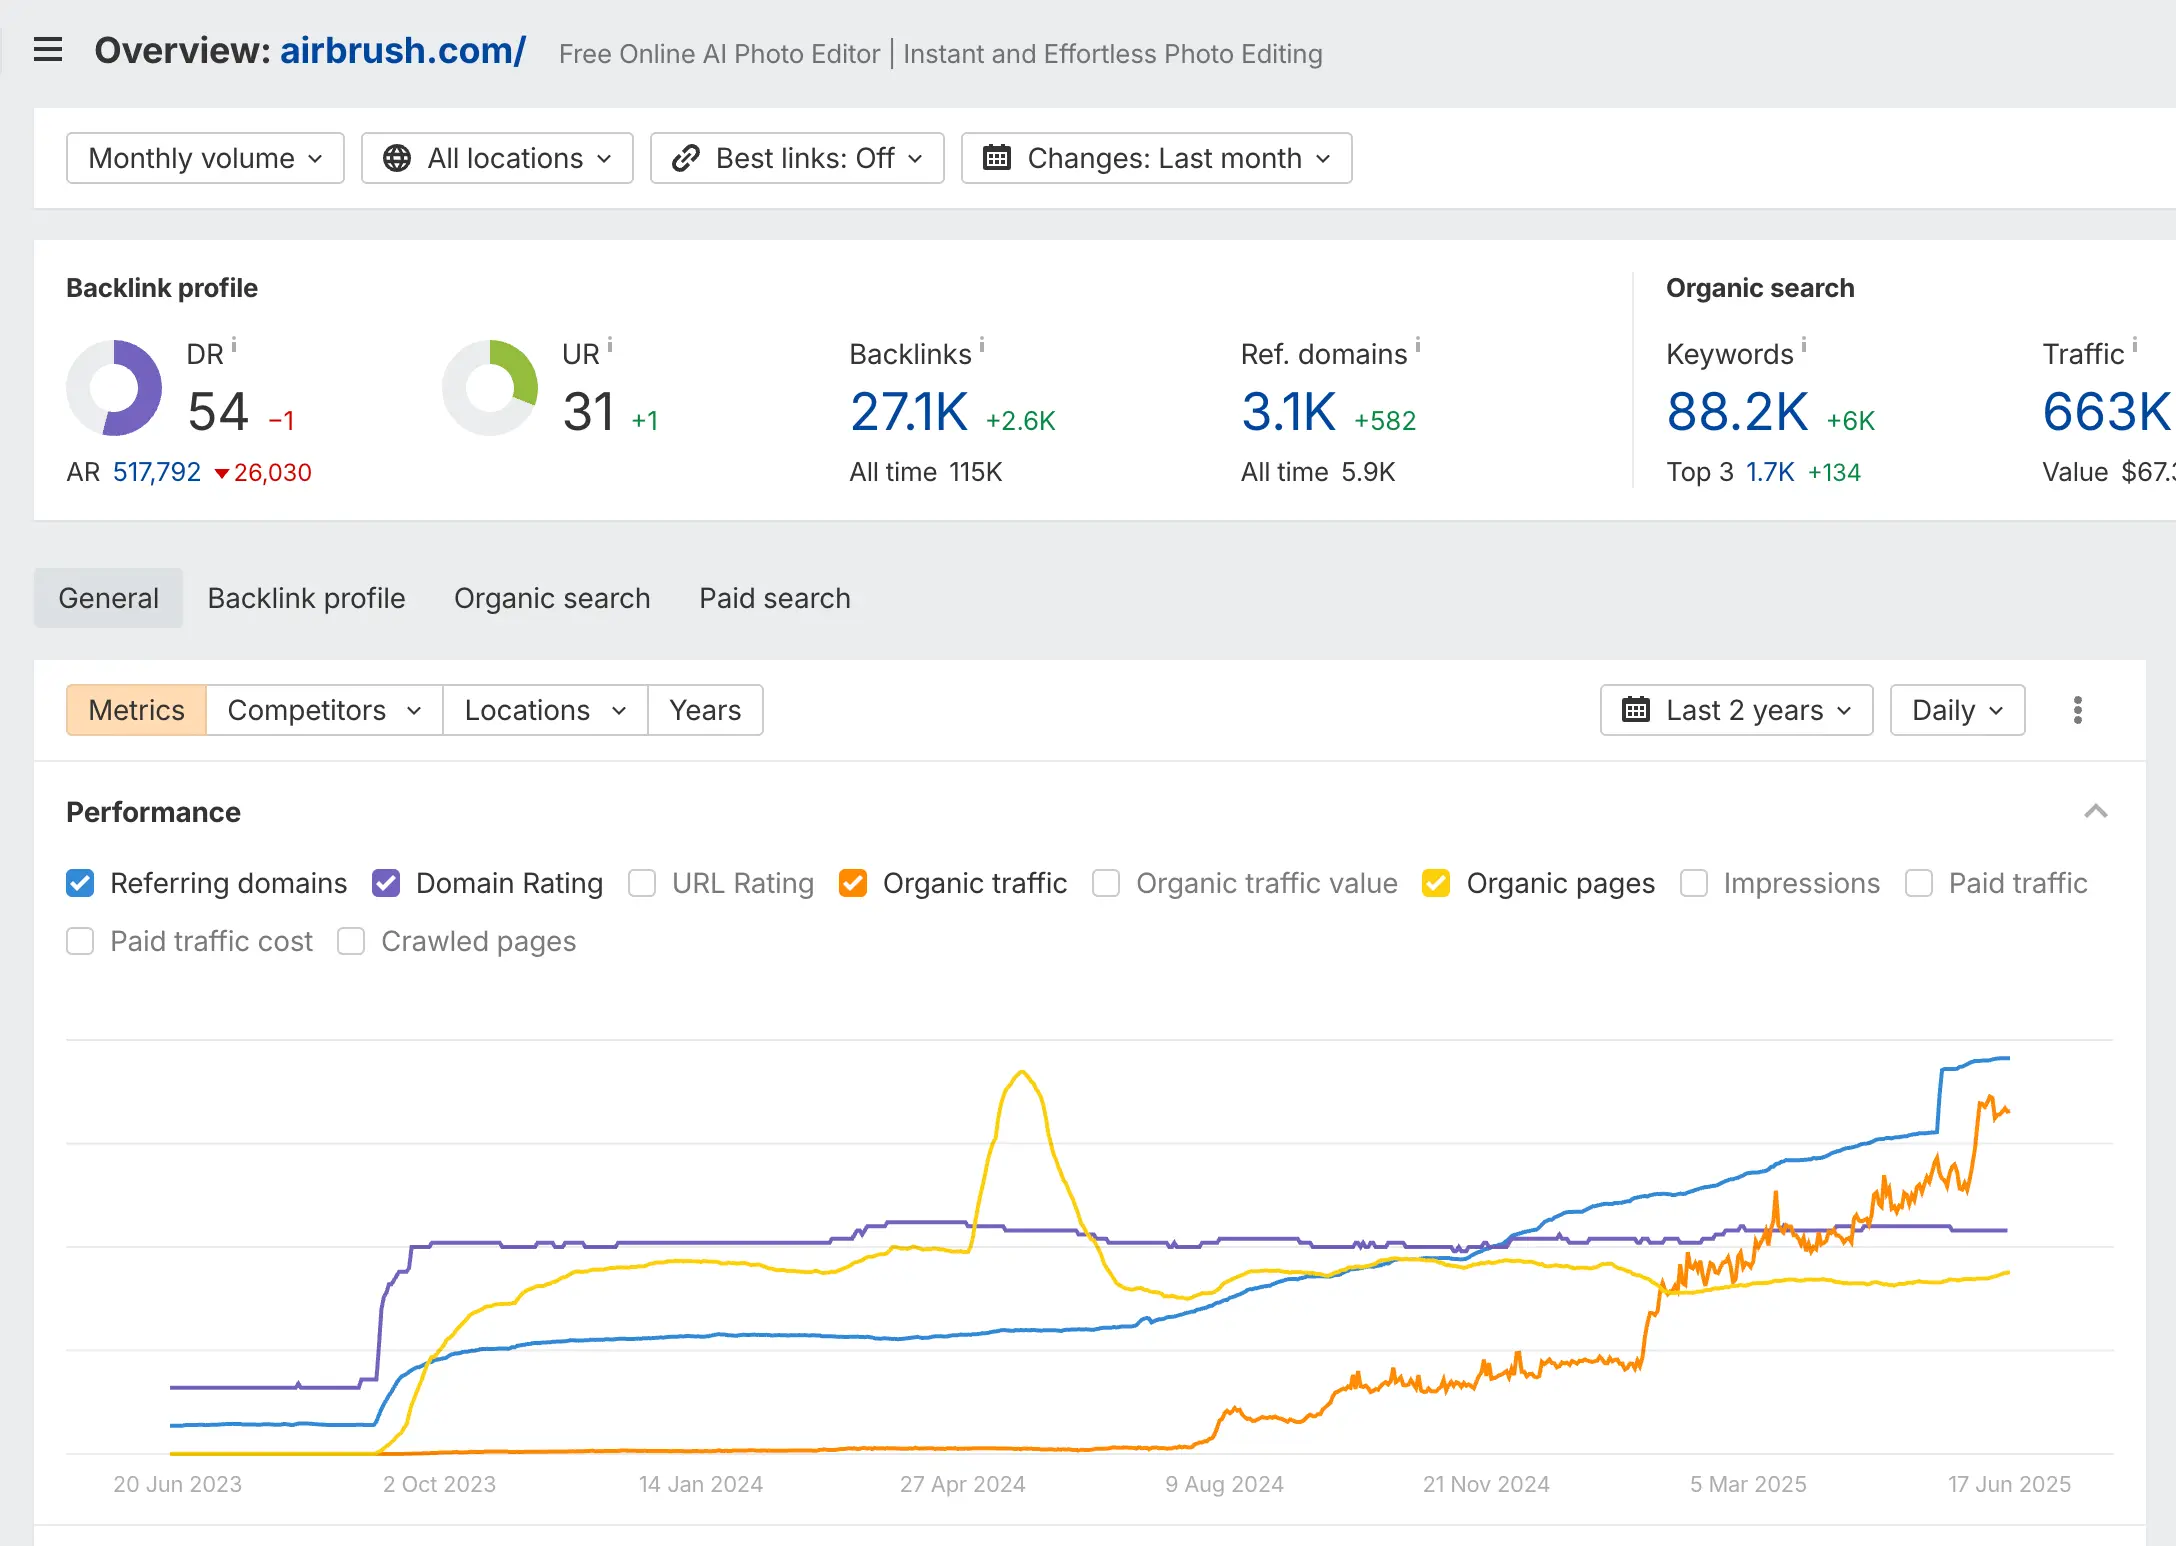 Overview: airbrush.com/ Free Online AI Photo Editor | Instant and Effortless Photo Editing
Monthly volume All locations Best links: Off Changes: Last month
Backlink profile Organic search
DR i UR i Backlinks i Ref. domains i Keywords i Traffic i
54 −1 31 +1 27.1K +2.6K 3.1K +582 88.2K +6K 663K
AR 517,792 ▼26,030 All time 115K All time 5.9K Top 3 1.7K +134 Value $67.3
General Backlink profile Organic search Paid search
Metrics Competitors Locations Years Last 2 years Daily
Performance
Referring domains Domain Rating URL Rating Organic traffic Organic traffic value Organic pages Impressions Paid traffic
Paid traffic cost Crawled pages
20 Jun 2023 2 Oct 2023 14 Jan 2024 27 Apr 2024 9 Aug 2024 21 Nov 2024 5 Mar 2025 17 Jun 2025